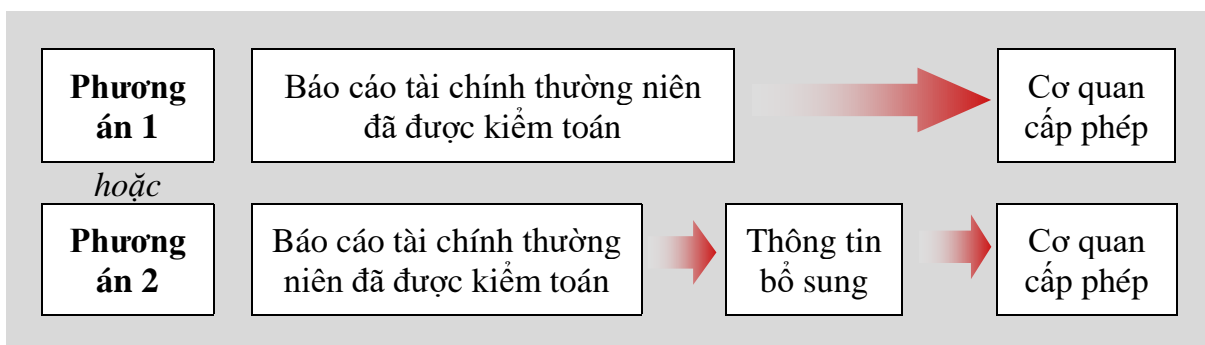 Phương
án 1
Báo cáo tài chính thường niên
đã được kiểm toán
Cơ quan
cấp phép
hoặc
Phương
án 2
Báo cáo tài chính thường
niên đã được kiểm toán
Thông tin
bổ sung
Cơ quan
cấp phép